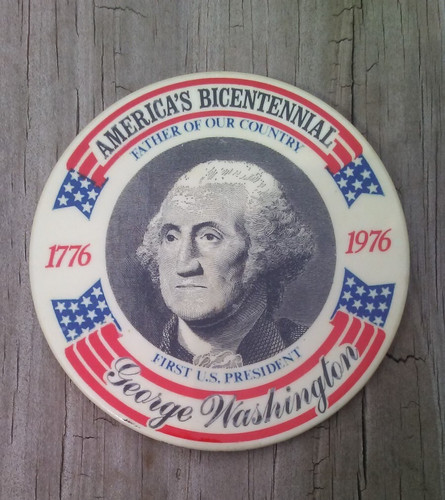 AMERICA'S BICENTENNIAL
FATHER OF OUR COUNTRY
1776
1976
FIRST U.S. PRESIDENT
George Washington